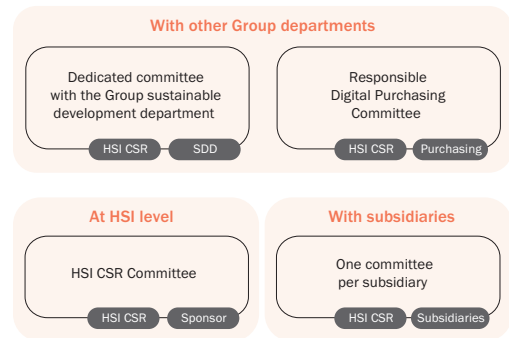 With other Group departments
Dedicated committee
with the Group sustainable
development department
HSI CSR
SDD
Responsible
Digital Purchasing
Committee
HSI CSR
Purchasing
At HSI level
HSI CSR Committee
HSI CSR
Sponsor
With subsidiaries
One committee
per subsidiary
HSI CSR
Subsidiaries